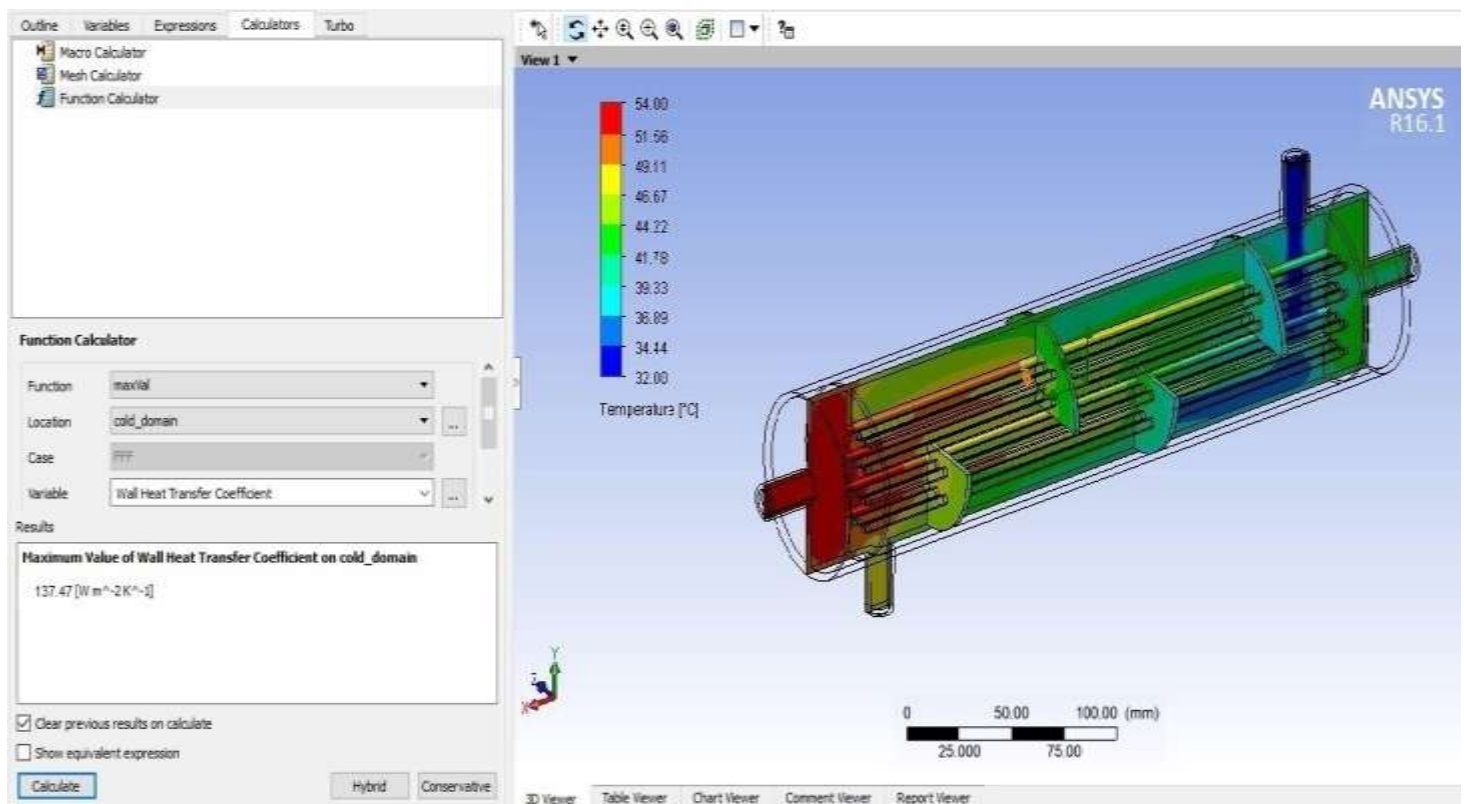 Outline Variables Expressions Calculators Turbo
Macro Calculator
Mesh Calculator
Function Calculator
Function Calculator
Function maxVal
Location cold_domain ...
Case FFF
Variable Wall Heat Transfer Coefficient ...
Results
Maximum Value of Wall Heat Transfer Coefficient on cold_domain
137.47 [W m^-2 K^-1]
Clear previous results on calculate
Show equivalent expression
Calculate Hybrid Conservative
View 1
54.00
51.56
49.11
46.67
44.22
41.78
39.33
36.89
34.44
32.00
Temperatura [°C]
ANSYS
R16.1
Y
Z
X
0 50.00 100.00 (mm)
25.000 75.00
3D Viewer Table Viewer Chart Viewer Comment Viewer Report Viewer